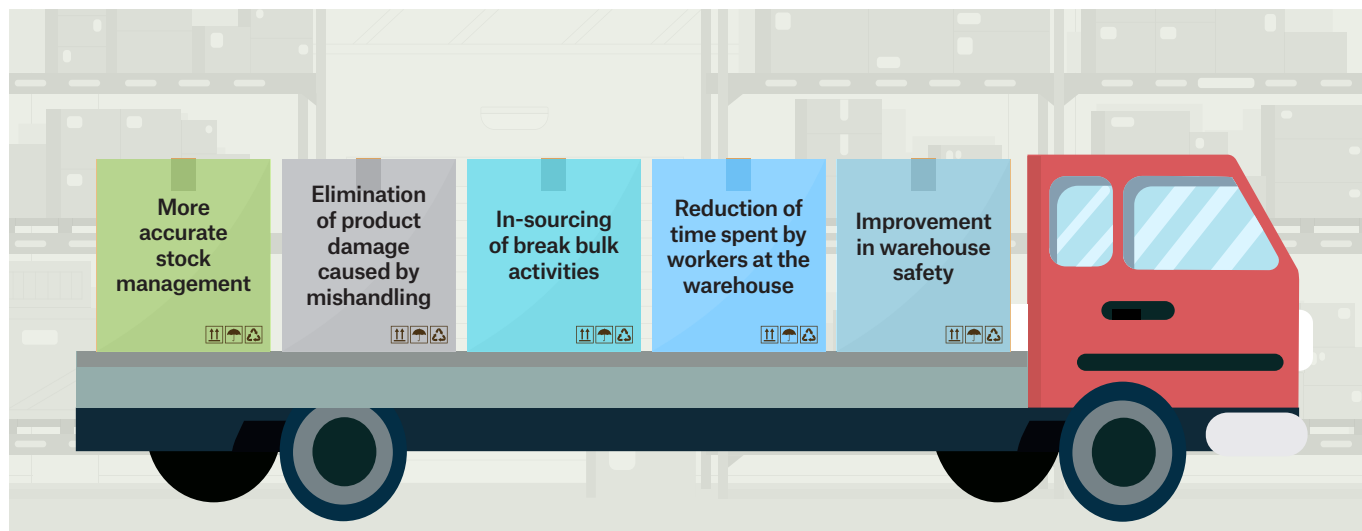 More
accurate
stock
management
Elimination
of product
damage
caused by
mishandling
In-sourcing
of break bulk
activities
Reduction of
time spent by
workers at the
warehouse
Improvement
in warehouse
safety